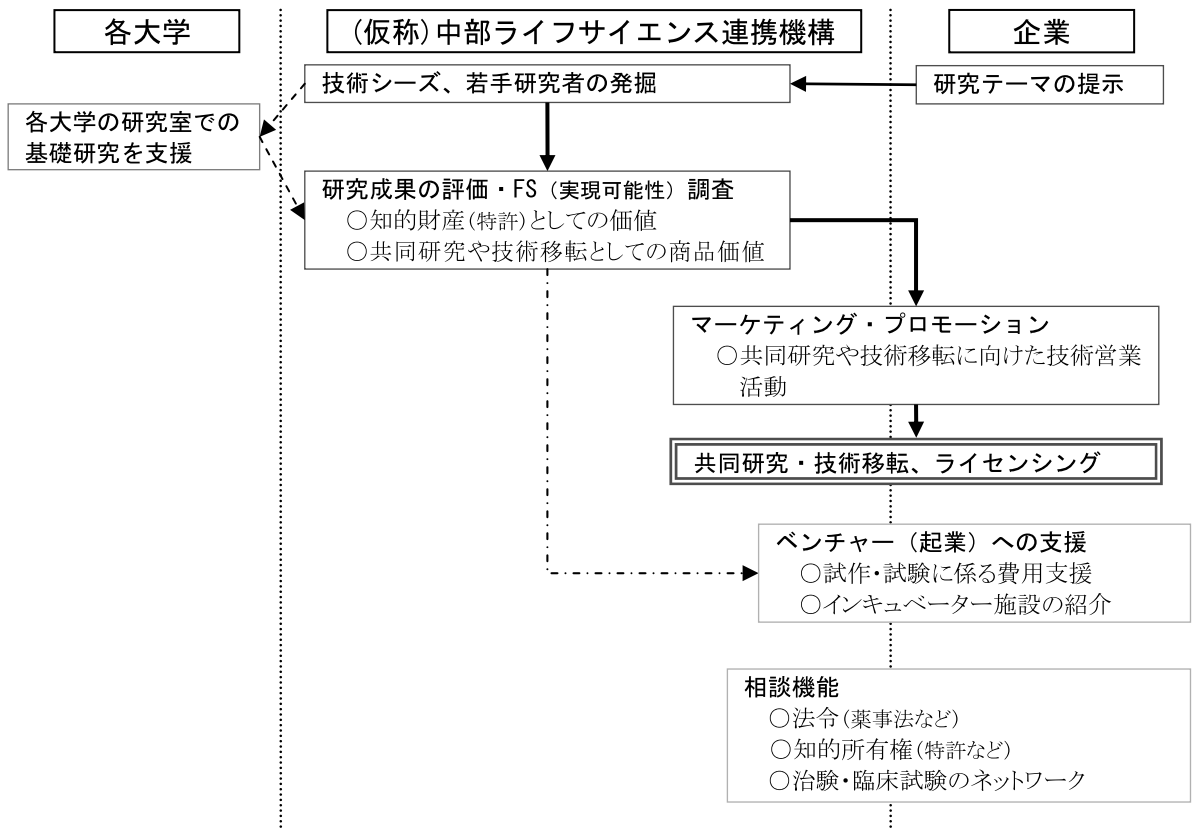 各大学
（仮称）中部ライフサイエンス連携機構
企業
技術シーズ、若手研究者の発掘
研究テーマの提示
各大学の研究室での
基礎研究を支援
研究成果の評価・FS（実現可能性）調査
○知的財産（特許）としての価値
○共同研究や技術移転としての商品価値
マーケティング・プロモーション
○共同研究や技術移転に向けた技術営業
活動
共同研究・技術移転、ライセンシング
ベンチャー（起業）への支援
○試作・試験に係る費用支援
○インキュベーター施設の紹介
相談機能
○法令（薬事法など）
○知的所有権（特許など）
○治験・臨床試験のネットワーク